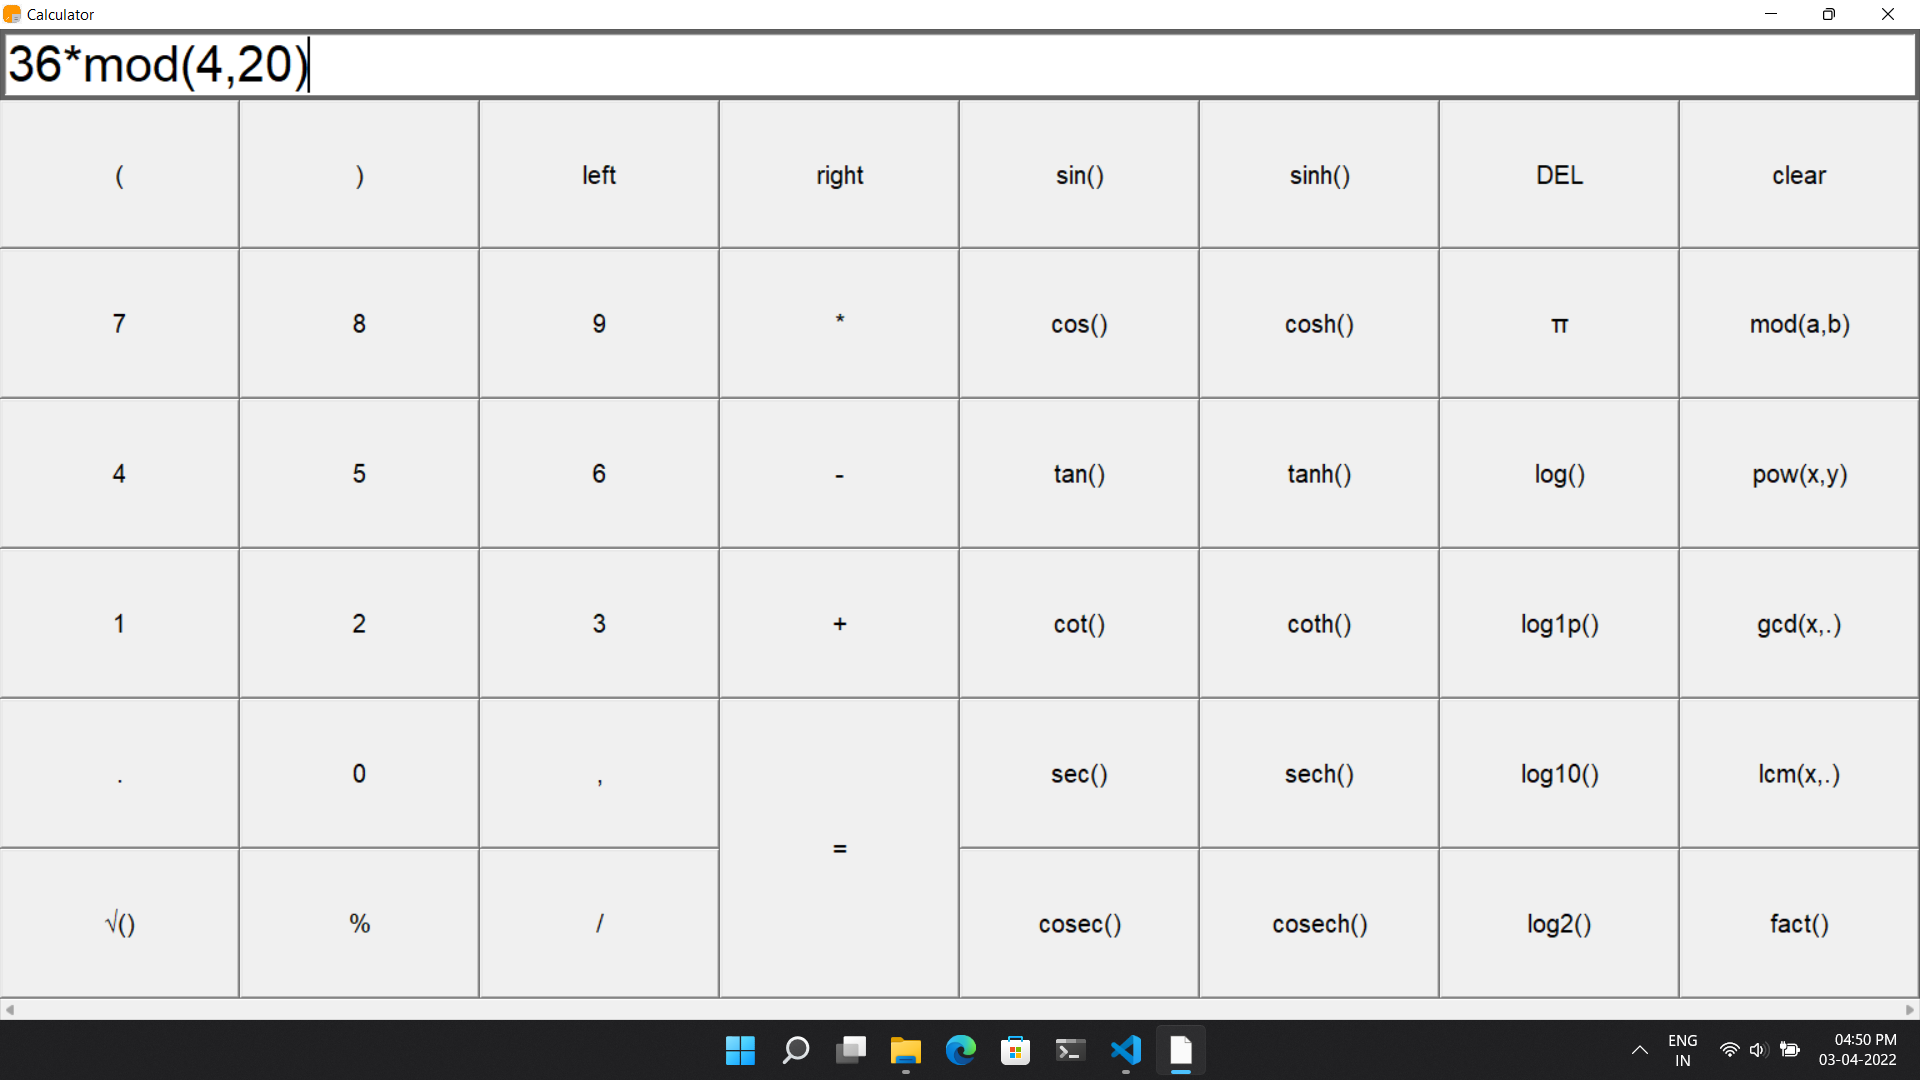 Calculator
36*mod(4,20)
( ) left right sin() sinh() DEL clear
7 8 9 * cos() cosh() π mod(a,b)
4 5 6 - tan() tanh() log() pow(x,y)
1 2 3 + cot() coth() log1p() gcd(x,.)
. 0 , sec() sech() log10() lcm(x,.)
=
√() % / cosec() cosech() log2() fact()
ENG
IN
04:50 PM
03-04-2022